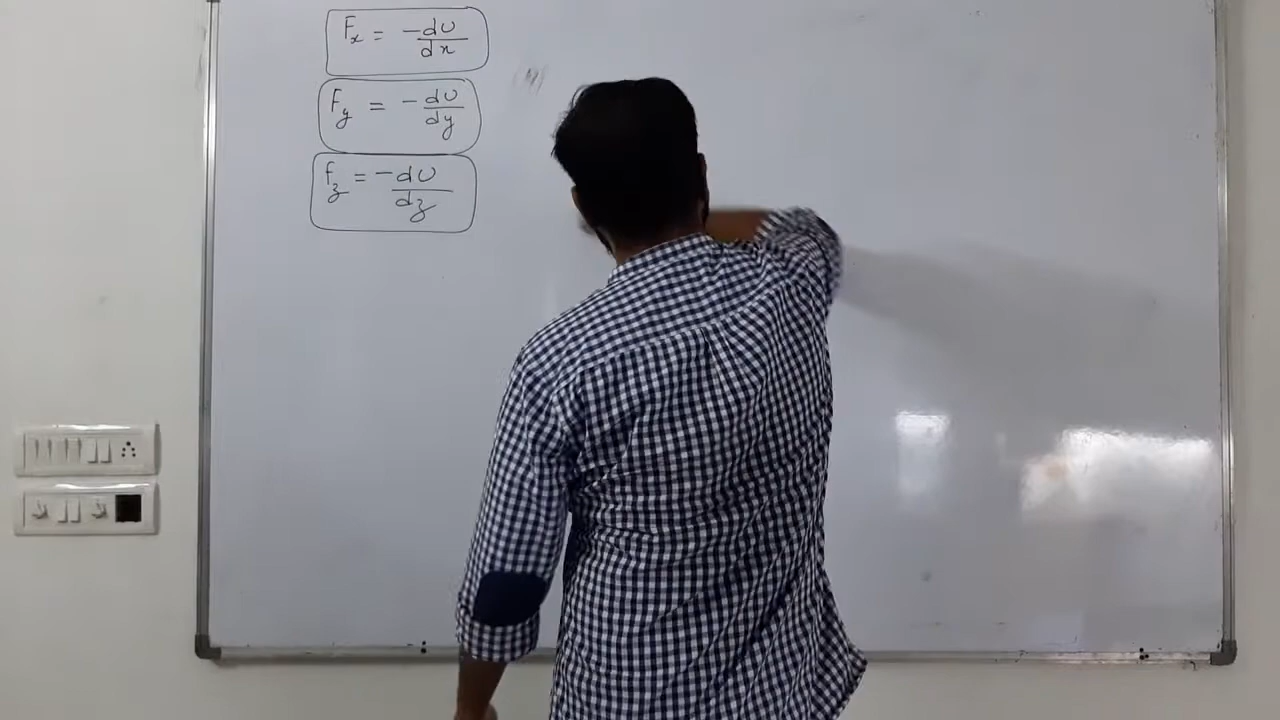 Fx = -dU/dx
Fy = -dU/dy
Fz = -dU/dz